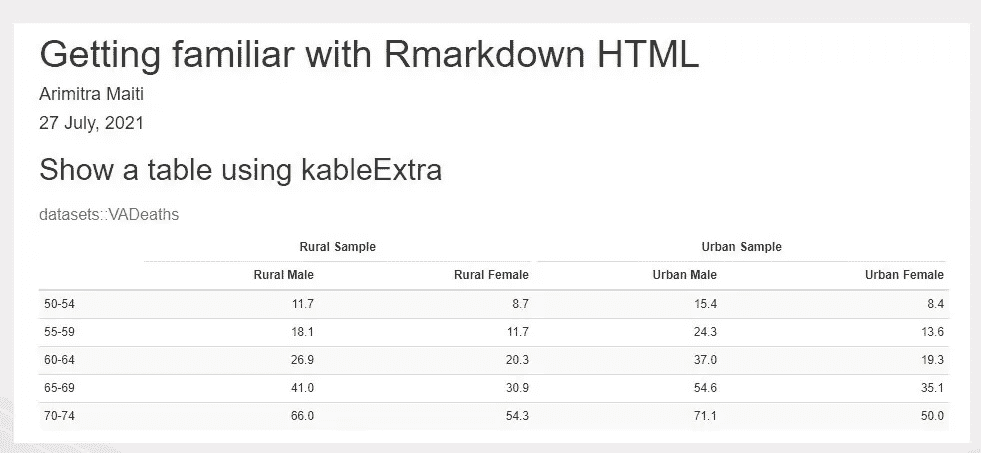 Getting familiar with Rmarkdown HTML
Arimitra Maiti
27 July, 2021
Show a table using kableExtra
datasets::VADeaths
Rural Sample Urban Sample
Rural Male Rural Female Urban Male Urban Female
50-54 11.7 8.7 15.4 8.4
55-59 18.1 11.7 24.3 13.6
60-64 26.9 20.3 37.0 19.3
65-69 41.0 30.9 54.6 35.1
70-74 66.0 54.3 71.1 50.0